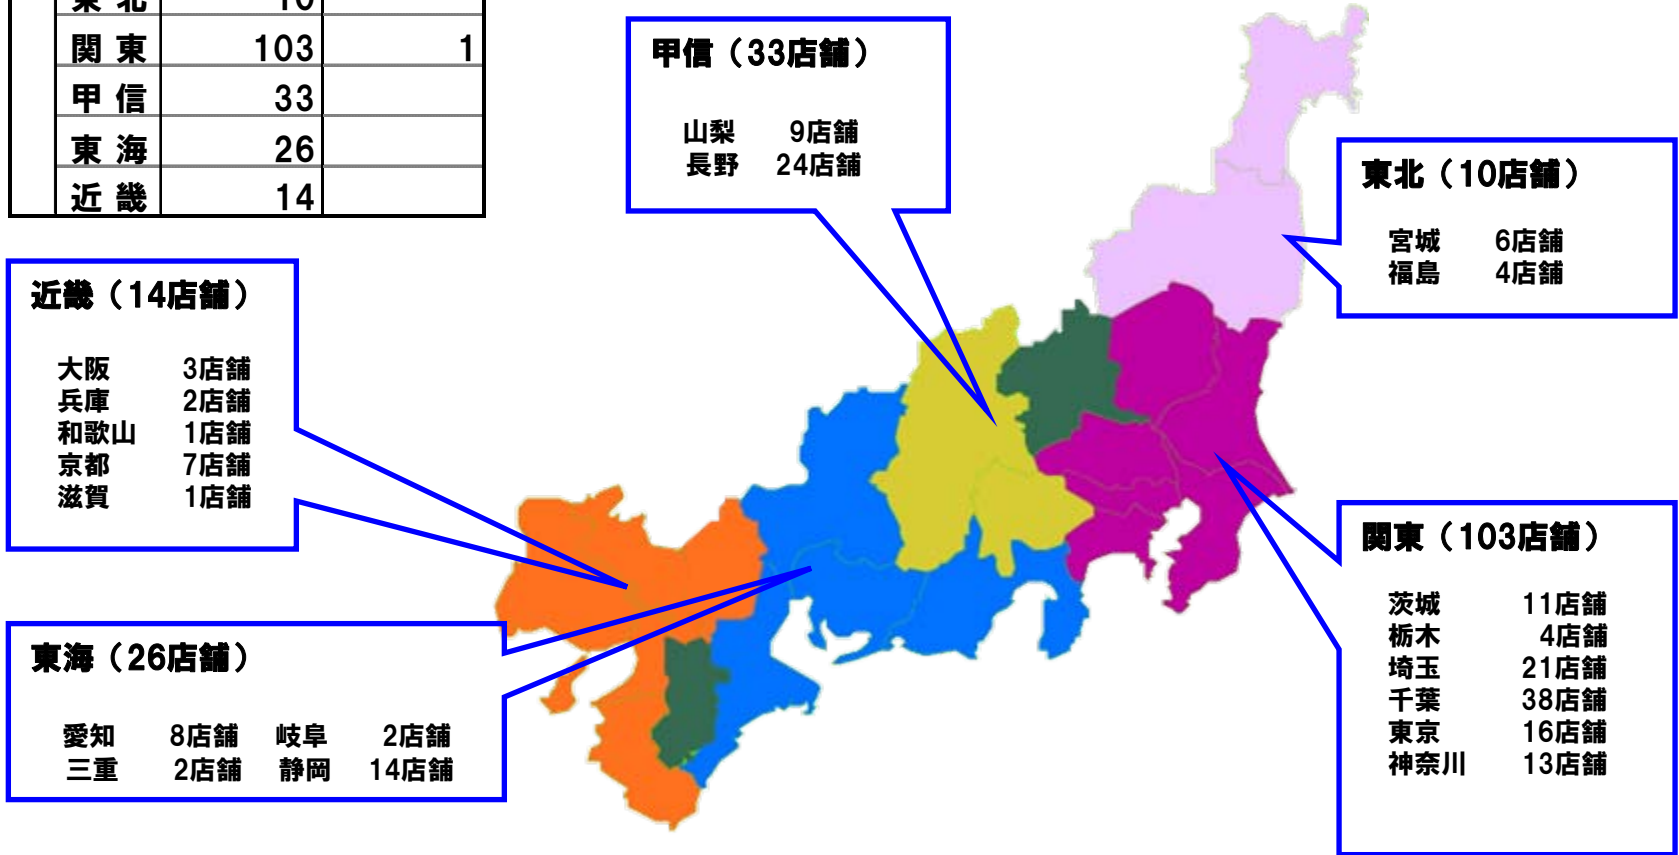 東北 10
関東 103 1
甲信 33
東海 26
近畿 14
甲信（33店舗）
山梨 9店舗
長野 24店舗
東北（10店舗）
宮城 6店舗
福島 4店舗
近畿（14店舗）
大阪 3店舗
兵庫 2店舗
和歌山 1店舗
京都 7店舗
滋賀 1店舗
関東（103店舗）
茨城 11店舗
栃木 4店舗
埼玉 21店舗
千葉 38店舗
東京 16店舗
神奈川 13店舗
東海（26店舗）
愛知 8店舗 岐阜 2店舗
三重 2店舗 静岡 14店舗